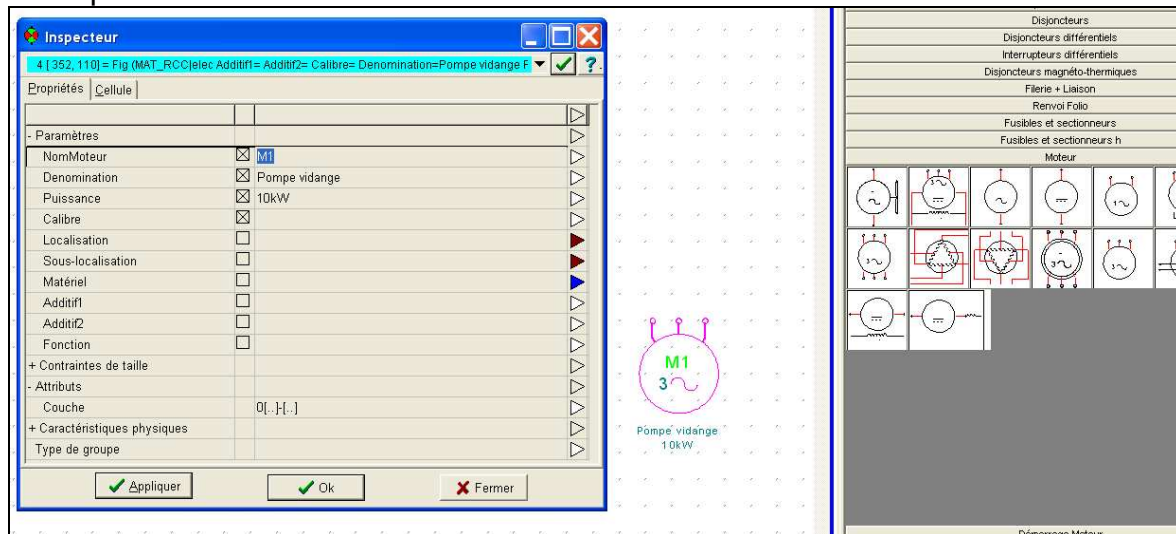 Inspecteur
4 [ 352, 110] = Fig (MAT_RCC|elec Additif1= Additif2= Calibre= Denomination=Pompe vidange F
?
Propriétés
Cellule
- Paramètres
NomMoteur M1
Denomination Pompe vidange
Puissance 10kW
Calibre
Localisation
Sous-localisation
Matériel
Additif1
Additif2
Fonction
+ Contraintes de taille
- Attributs
Couche 0[..]-[..]
+ Caractéristiques physiques
Type de groupe
Appliquer
Ok
Fermer
M1
3
Pompe vidange
10kW
Disjoncteurs
Disjoncteurs différentiels
Interrupteurs différentiels
Disjoncteurs magnéto-thermiques
Filerie + Liaison
Renvoi Folio
Fusibles et sectionneurs
Fusibles et sectionneurs h
Moteur
Démarrage Moteur